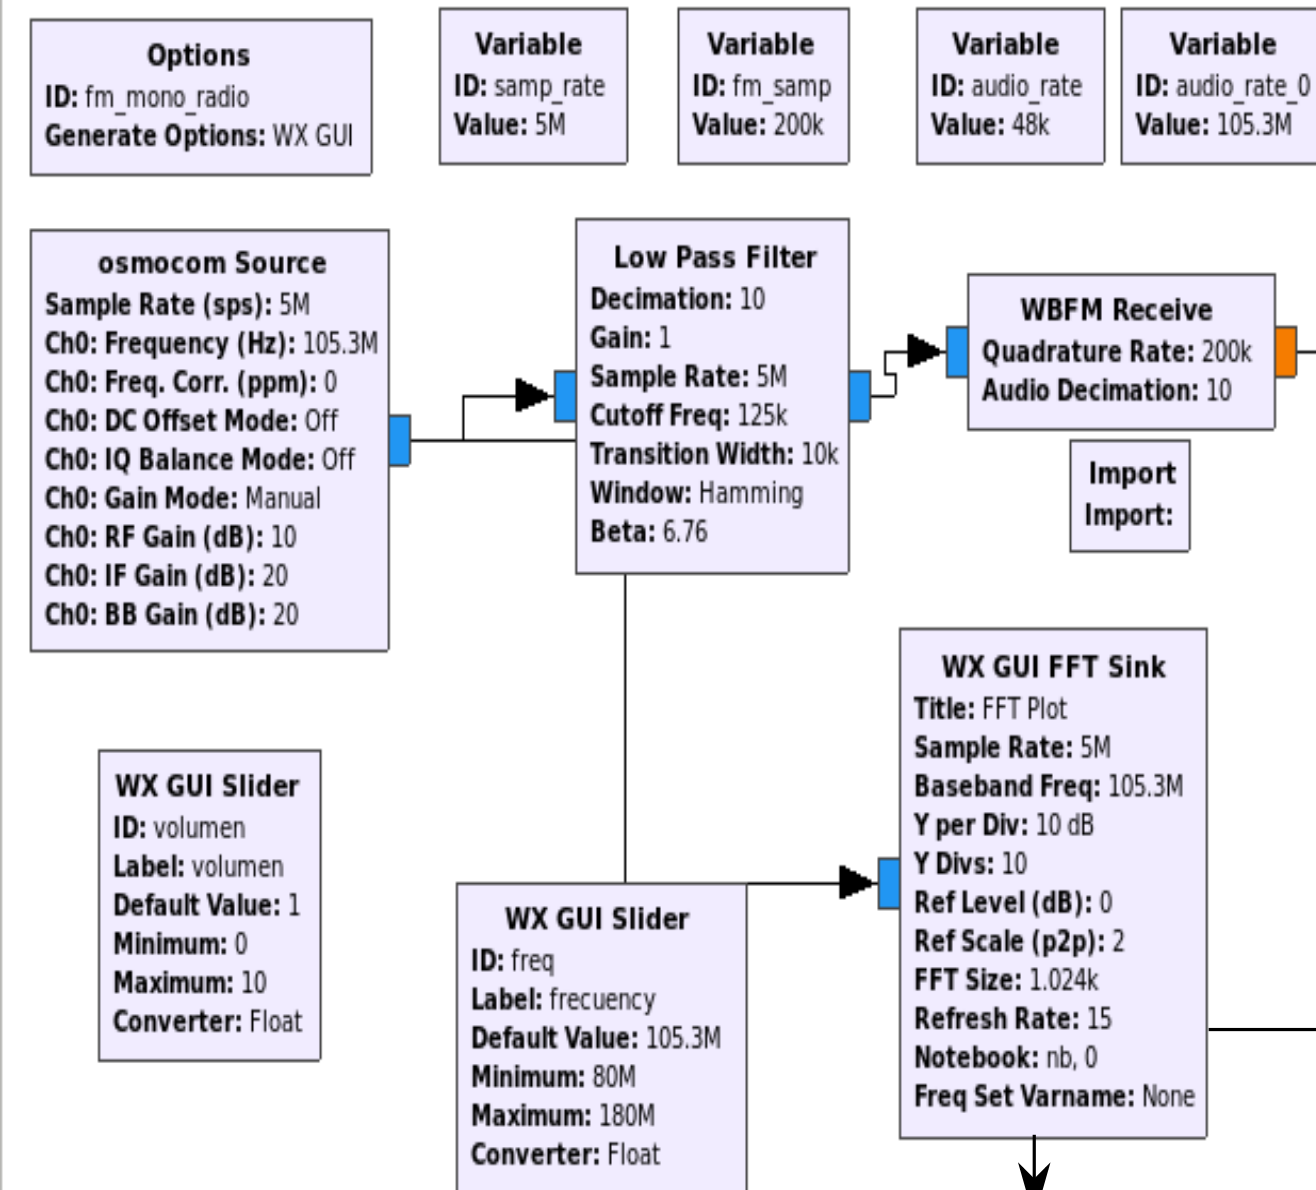 Options
ID: fm_mono_radio
Generate Options: WX GUI
Variable
ID: samp_rate
Value: 5M
Variable
ID: fm_samp
Value: 200k
Variable
ID: audio_rate
Value: 48k
Variable
ID: audio_rate_0
Value: 105.3M
osmocom Source
Sample Rate (sps): 5M
Ch0: Frequency (Hz): 105.3M
Ch0: Freq. Corr. (ppm): 0
Ch0: DC Offset Mode: Off
Ch0: IQ Balance Mode: Off
Ch0: Gain Mode: Manual
Ch0: RF Gain (dB): 10
Ch0: IF Gain (dB): 20
Ch0: BB Gain (dB): 20
Low Pass Filter
Decimation: 10
Gain: 1
Sample Rate: 5M
Cutoff Freq: 125k
Transition Width: 10k
Window: Hamming
Beta: 6.76
WBFM Receive
Quadrature Rate: 200k
Audio Decimation: 10
Import
Import:
WX GUI Slider
ID: volumen
Label: volumen
Default Value: 1
Minimum: 0
Maximum: 10
Converter: Float
WX GUI Slider
ID: freq
Label: frecuency
Default Value: 105.3M
Minimum: 80M
Maximum: 180M
Converter: Float
WX GUI FFT Sink
Title: FFT Plot
Sample Rate: 5M
Baseband Freq: 105.3M
Y per Div: 10 dB
Y Divs: 10
Ref Level (dB): 0
Ref Scale (p2p): 2
FFT Size: 1.024k
Refresh Rate: 15
Notebook: nb, 0
Freq Set Varname: None